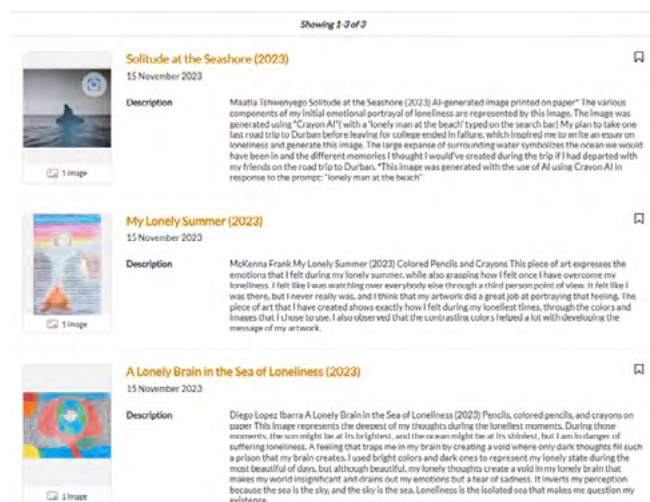 Showing 1-3 of 3
Solitude at the Seashore (2023)
15 November 2023
Description
Maatla Tshwenyego Solitude at the Seashore (2023) AI-generated image printed on paper* The various
components of my initial emotional portrayal of loneliness are represented by this image. The image was
generated using "Crayon AI"( with a 'lonely man at the beach' typed on the search bar) My plan to take one
last road trip to Durban before leaving for college ended in failure, which inspired me to write an essay on
loneliness and generate this image. The large expanse of surrounding water symbolizes the ocean we would
have been in and the different memories I thought I would've created during the trip if I had departed with
my friends on the road trip to Durban. *This image was generated with the use of AI using Crayon AI in
response to the prompt: "lonely man at the beach"
1 image
My Lonely Summer (2023)
15 November 2023
Description
McKenna Frank My Lonely Summer (2023) Colored Pencils and Crayons This piece of art expresses the
emotions that I felt during my lonely summer, while also grasping how I felt once I have overcome my
loneliness. I felt like I was watching over everybody else through a third person point of view. It felt like I
was there, but I never really was, and I think that my artwork did a great job at portraying that feeling. The
piece of art that I have created shows exactly how I felt during my loneliest times, through the colors and
images that I chose to use. I also observed that the contrasting colors helped a lot with developing the
message of my artwork.
1 image
A Lonely Brain in the Sea of Loneliness (2023)
15 November 2023
Description
Diego Lopez Ibarra A Lonely Brain in the Sea of Loneliness (2023) Pencils, colored pencils, and crayons on
paper This Image represents the deepest of my thoughts during the loneliest moments. During those
moments, the sun might be at its brightest, and the ocean might be at its shiniest, but I am in danger of
suffering loneliness. A feeling that traps me in my brain by creating a void where only dark thoughts fill such
a prison that my brain creates. I used bright colors and dark ones to represent my lonely state during the
most beautiful of days, but although beautiful, my lonely thoughts create a void in my lonely brain that
makes my world insignificant and drains out my emotions but a tear of sadness. It inverts my perception
because the sea is the sky, and the sky is the sea. Loneliness is the isolated sea that makes me question my
existence.
1 image